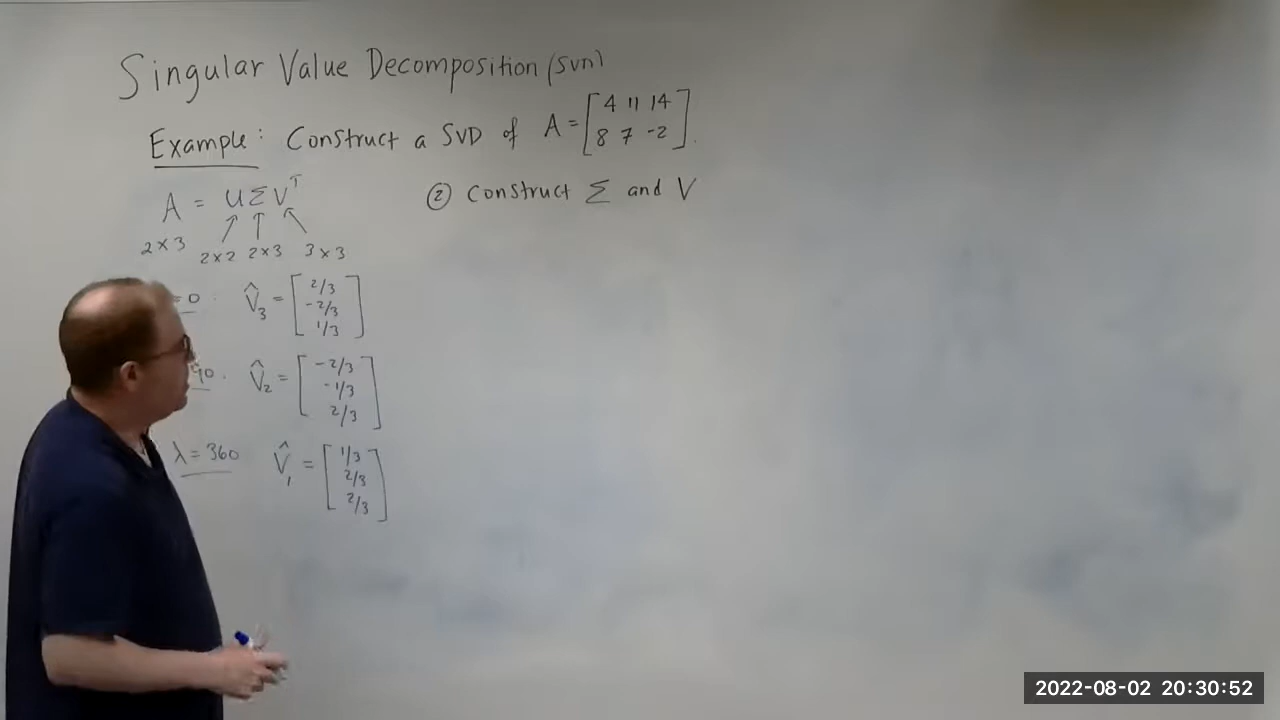 Singular Value Decomposition (SVD)
Example: Construct a SVD of A = [4 11 14
8 7 -2].
A = UΣV^T
2×3 2×2 2×3 3×3
② Construct Σ and V
=0: V̂₃ = [2/3
-2/3
1/3]
90: V̂₂ = [-2/3
-1/3
2/3]
λ = 360 V̂₁ = [1/3
2/3
2/3]
2022-08-02 20:30:52